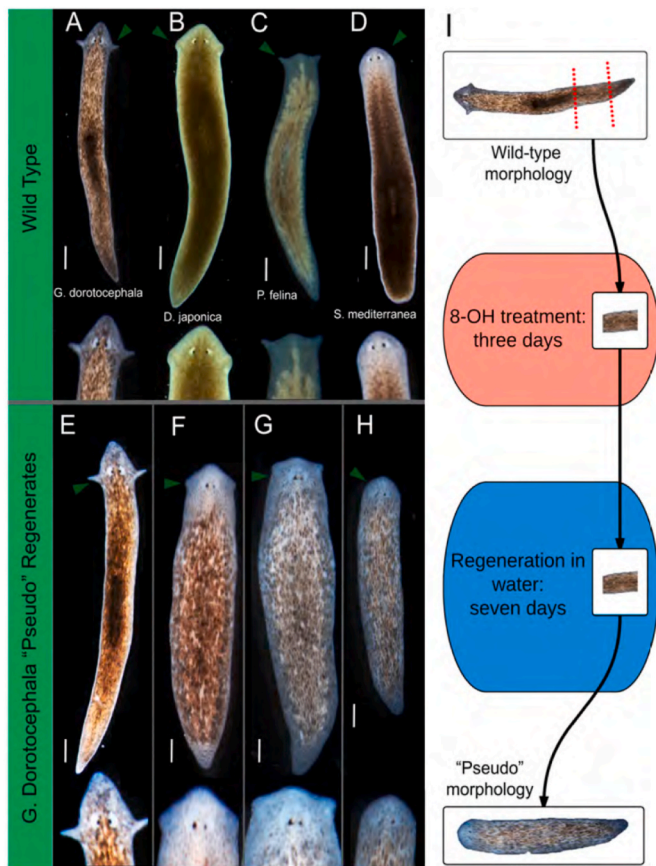 Wild Type
A
B
C
D
G. dorotocephala
D. japonica
P. felina
S. mediterranea
G. Dorotocephala "Pseudo" Regenerates
E
F
G
H
I
Wild-type
morphology
8-OH treatment:
three days
Regeneration in
water:
seven days
"Pseudo"
morphology